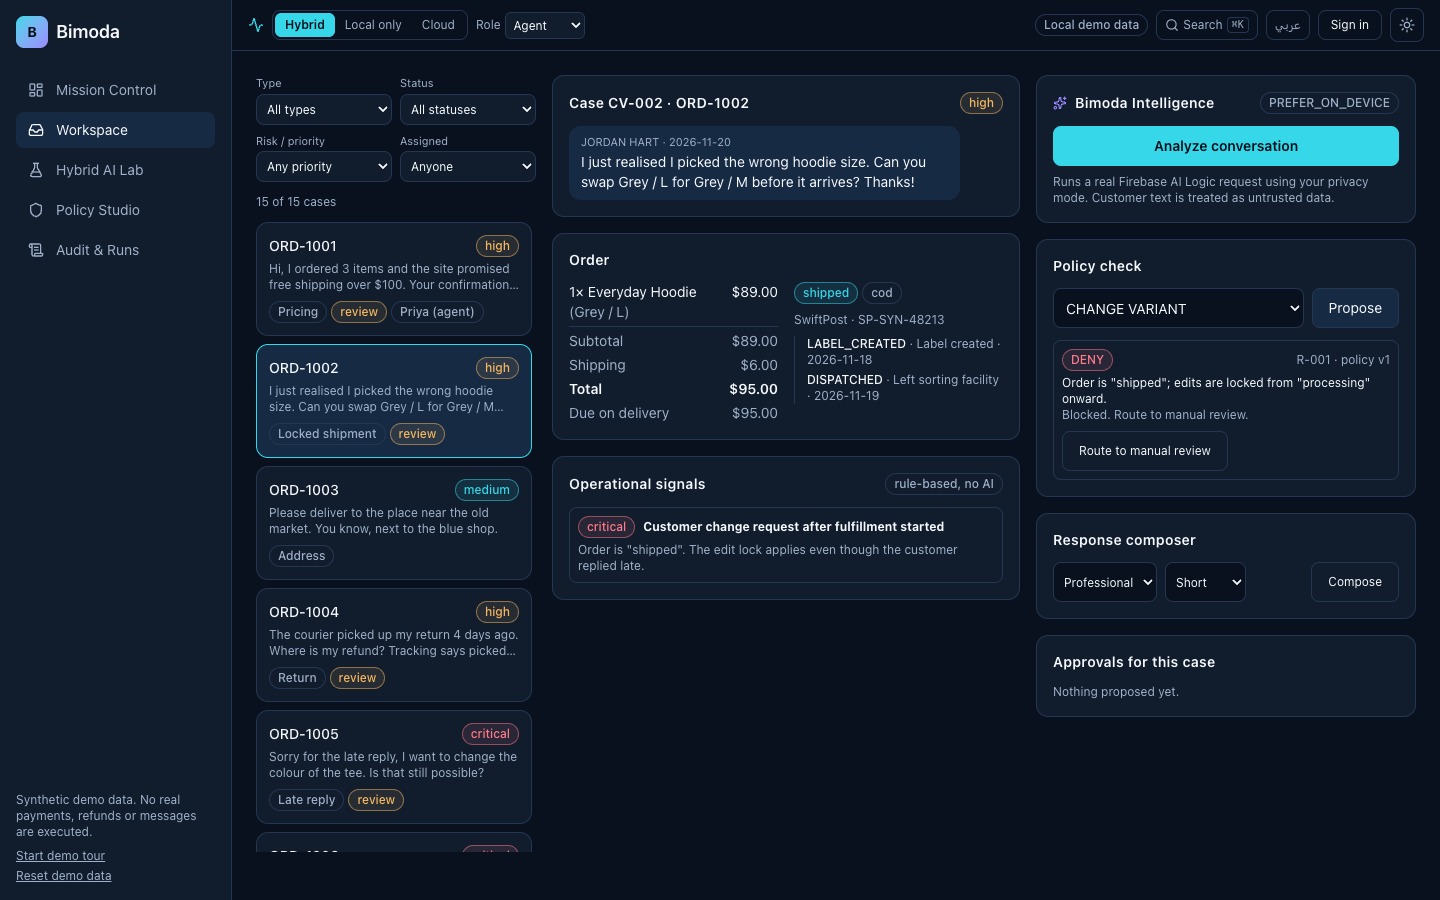 B
Bimoda
Mission Control
Workspace
Hybrid AI Lab
Policy Studio
Audit & Runs
Synthetic demo data. No real
payments, refunds or messages
are executed.
Start demo tour
Reset demo data
Hybrid
Local only
Cloud
Role
Agent
Local demo data
Search ⌘K
عربي
Sign in
Type
All types
Status
All statuses
Risk / priority
Any priority
Assigned
Anyone
15 of 15 cases
ORD-1001
high
Hi, I ordered 3 items and the site promised
free shipping over $100. Your confirmation...
Pricing
review
Priya (agent)
ORD-1002
high
I just realised I picked the wrong hoodie
size. Can you swap Grey / L for Grey / M...
Locked shipment
review
ORD-1003
medium
Please deliver to the place near the old
market. You know, next to the blue shop.
Address
ORD-1004
high
The courier picked up my return 4 days ago.
Where is my refund? Tracking says picked...
Return
review
ORD-1005
critical
Sorry for the late reply, I want to change the
colour of the tee. Is that still possible?
Late reply
review
Case CV-002 · ORD-1002
high
JORDAN HART · 2026-11-20
I just realised I picked the wrong hoodie size. Can you
swap Grey / L for Grey / M before it arrives? Thanks!
Order
1× Everyday Hoodie
(Grey / L)
$89.00
Subtotal $89.00
Shipping $6.00
Total $95.00
Due on delivery $95.00
shipped
cod
SwiftPost · SP-SYN-48213
LABEL_CREATED · Label created ·
2026-11-18
DISPATCHED · Left sorting facility
· 2026-11-19
Operational signals
rule-based, no AI
critical
Customer change request after fulfillment started
Order is "shipped". The edit lock applies even though the customer
replied late.
Bimoda Intelligence
PREFER_ON_DEVICE
Analyze conversation
Runs a real Firebase AI Logic request using your privacy
mode. Customer text is treated as untrusted data.
Policy check
CHANGE VARIANT
Propose
DENY
R-001 · policy v1
Order is "shipped"; edits are locked from "processing"
onward.
Blocked. Route to manual review.
Route to manual review
Response composer
Professional
Short
Compose
Approvals for this case
Nothing proposed yet.